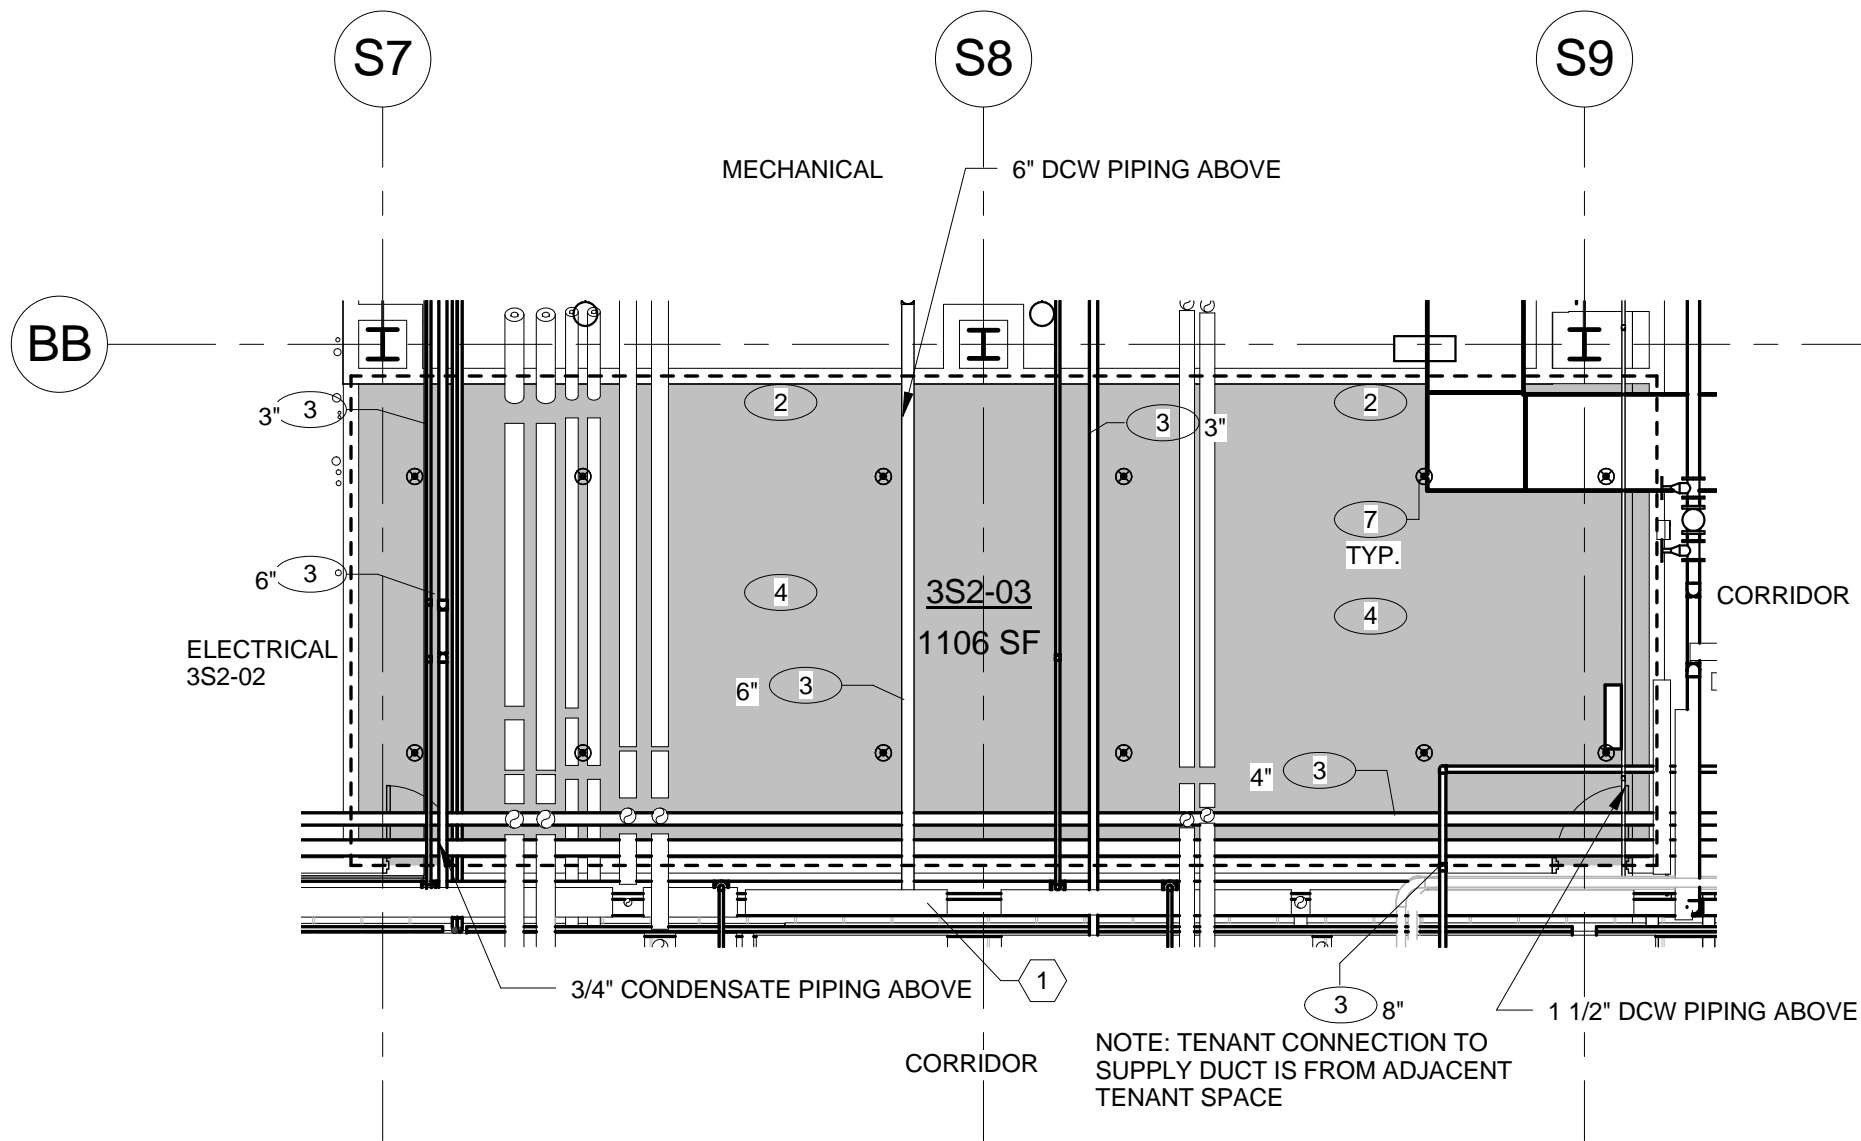 S7
S8
S9
MECHANICAL
6" DCW PIPING ABOVE
BB
2
2
3" 3
3 3"
7
TYP.
6" 3
4
3S2-03
4
CORRIDOR
1106 SF
ELECTRICAL
3S2-02
6" 3
4" 3
3/4" CONDENSATE PIPING ABOVE
1
3 8"
1 1/2" DCW PIPING ABOVE
NOTE: TENANT CONNECTION TO
SUPPLY DUCT IS FROM ADJACENT
TENANT SPACE
CORRIDOR